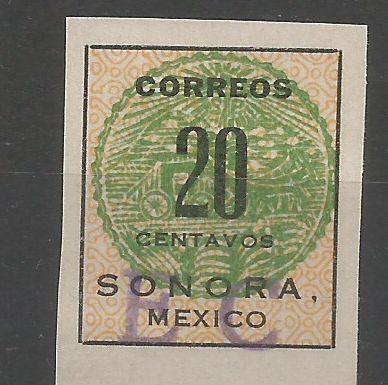 CORREOS
20
CENTAVOS
SONORA,
MEXICO
E C